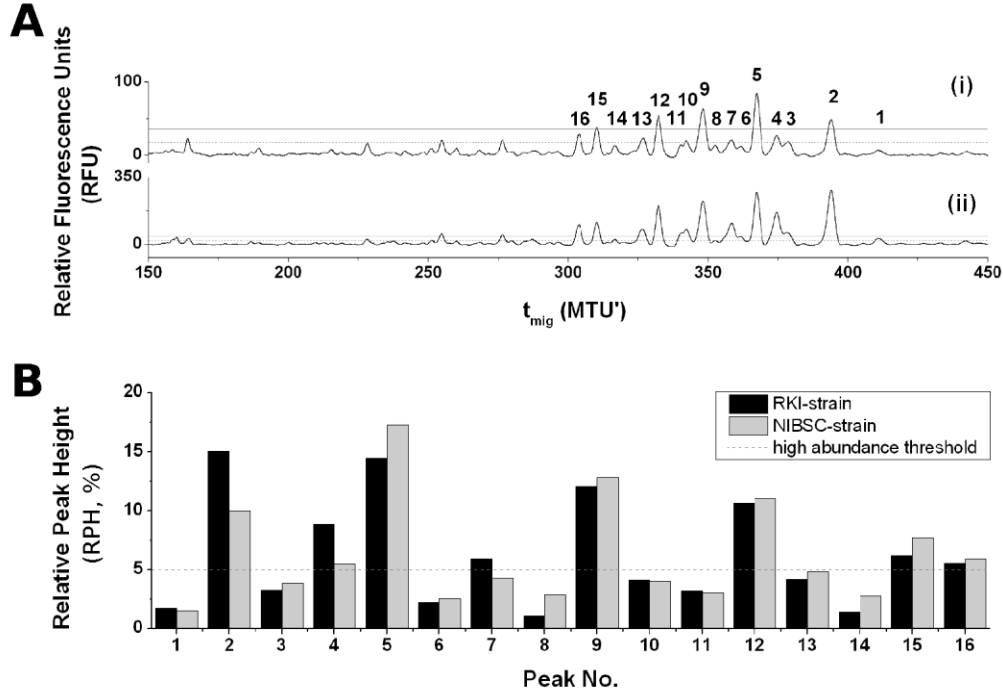 A
Relative Fluorescence Units
(RFU)
100
0
350
0
(i)
(ii)
16 15 14 13 12 11 10 9 8 7 6 5 4 3 2 1
150 200 250 300 350 400 450
tmig (MTU')
B
Relative Peak Height
(RPH, %)
20
15
10
5
0
RKI-strain
NIBSC-strain
high abundance threshold
1 2 3 4 5 6 7 8 9 10 11 12 13 14 15 16
Peak No.